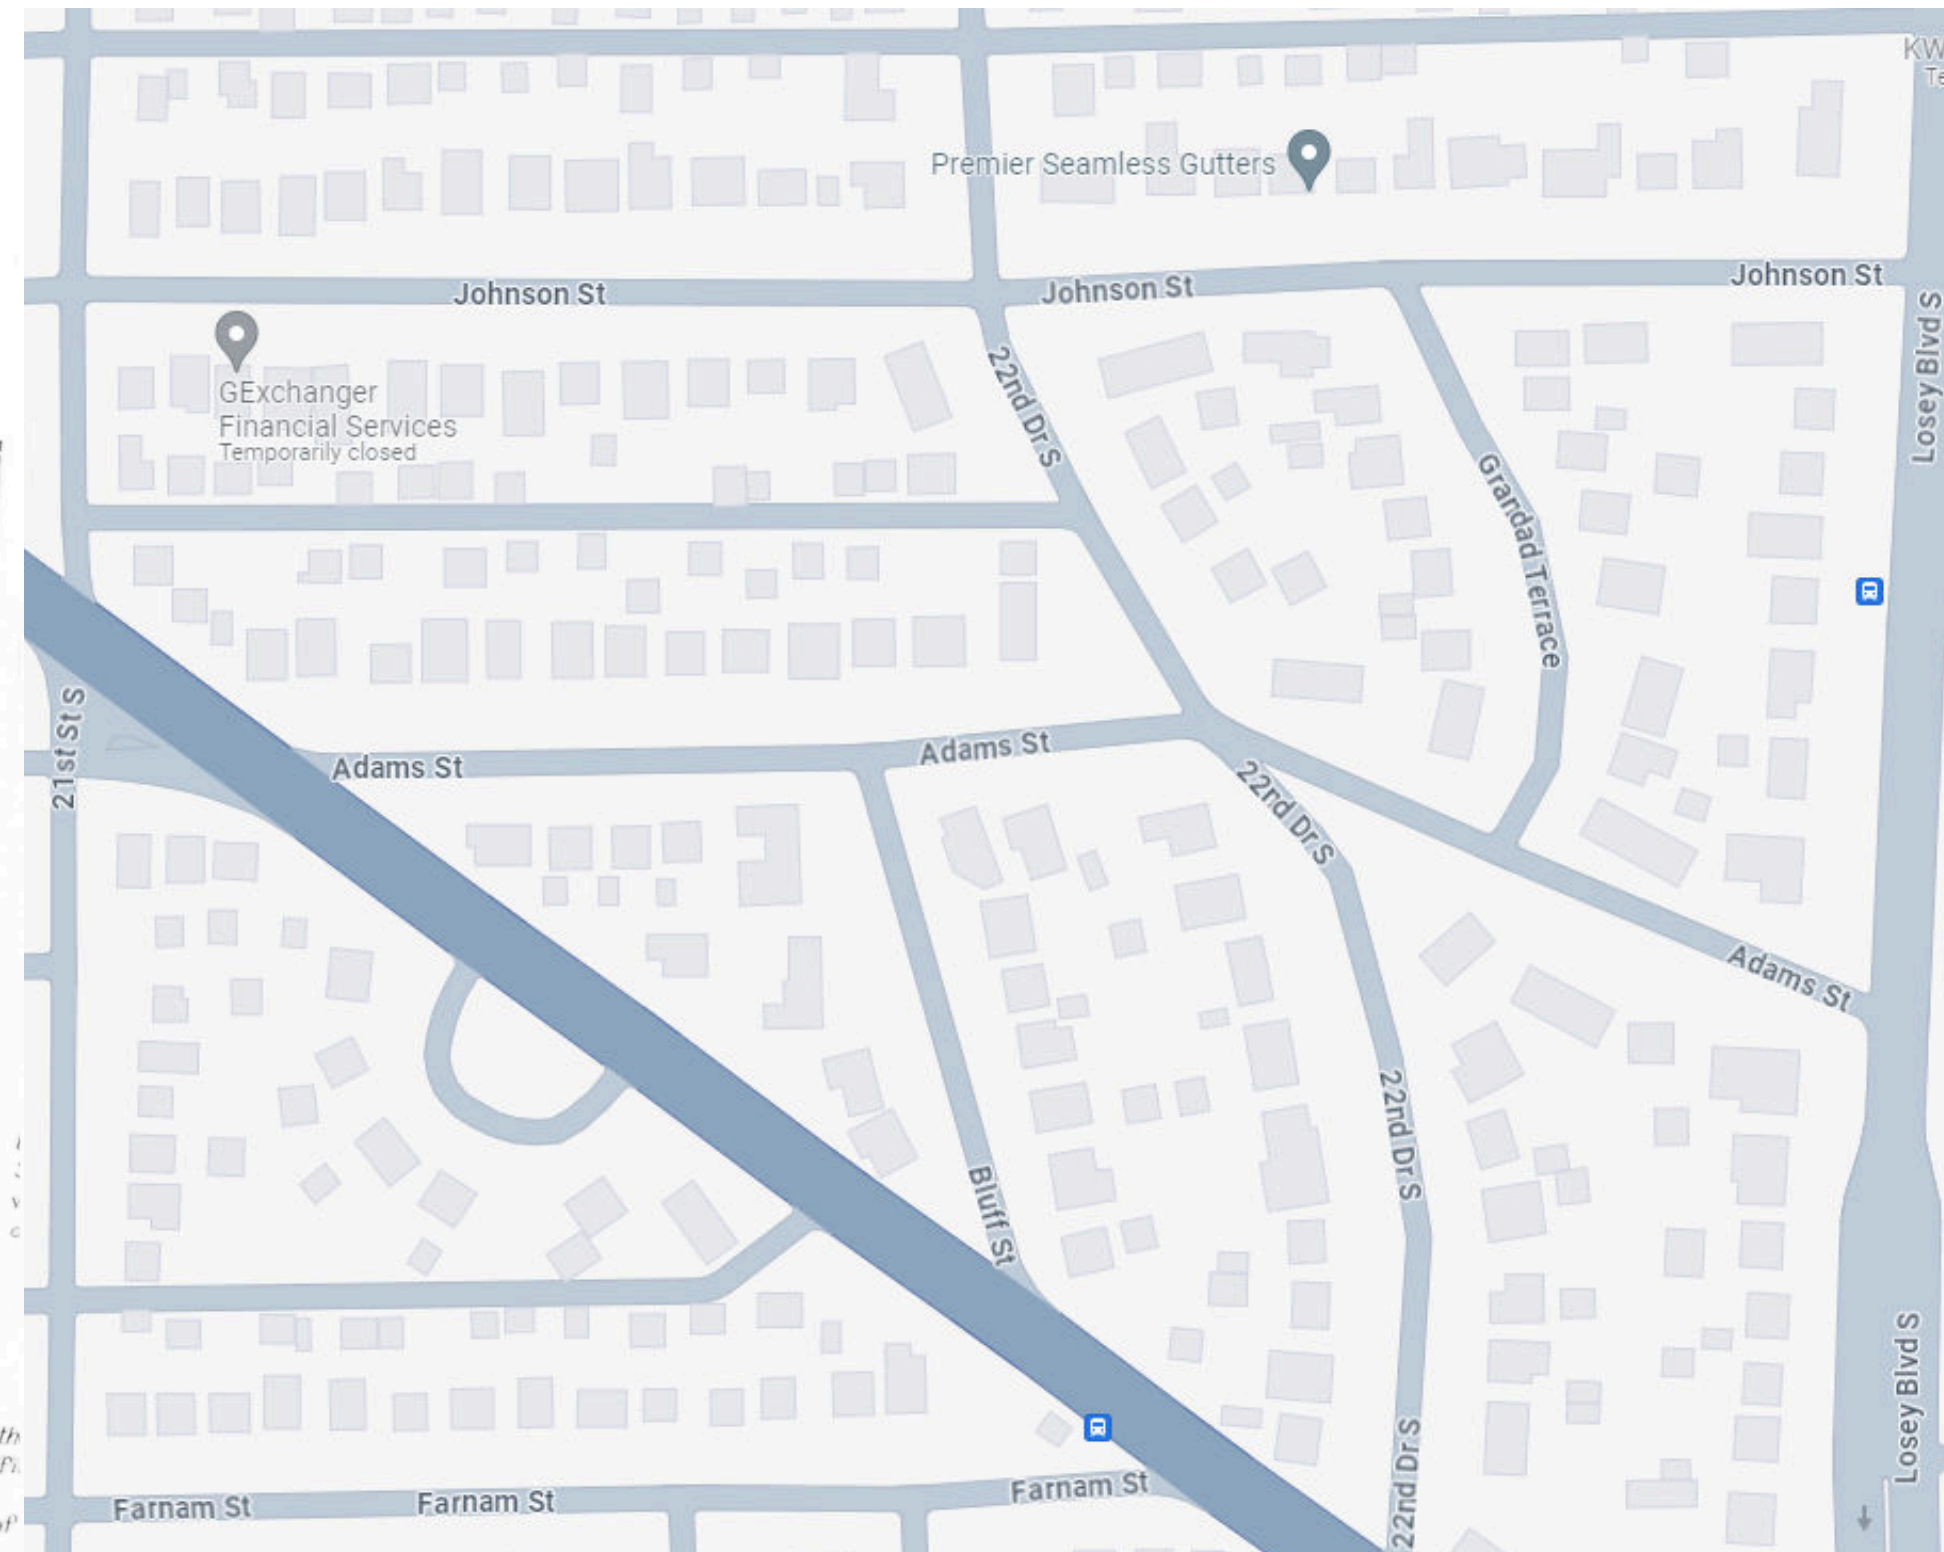 KW
Te
Premier Seamless Gutters
Johnson St
Johnson St
Johnson St
GExchanger
Financial Services
Temporarily closed
22nd Dr S
Losey Blvd S
Grandad Terrace
21st St S
Adams St
Adams St
22nd Dr S
Adams St
22nd Dr S
Bluff St
Losey Blvd S
22nd Dr S
Farnam St
Farnam St
Farnam St